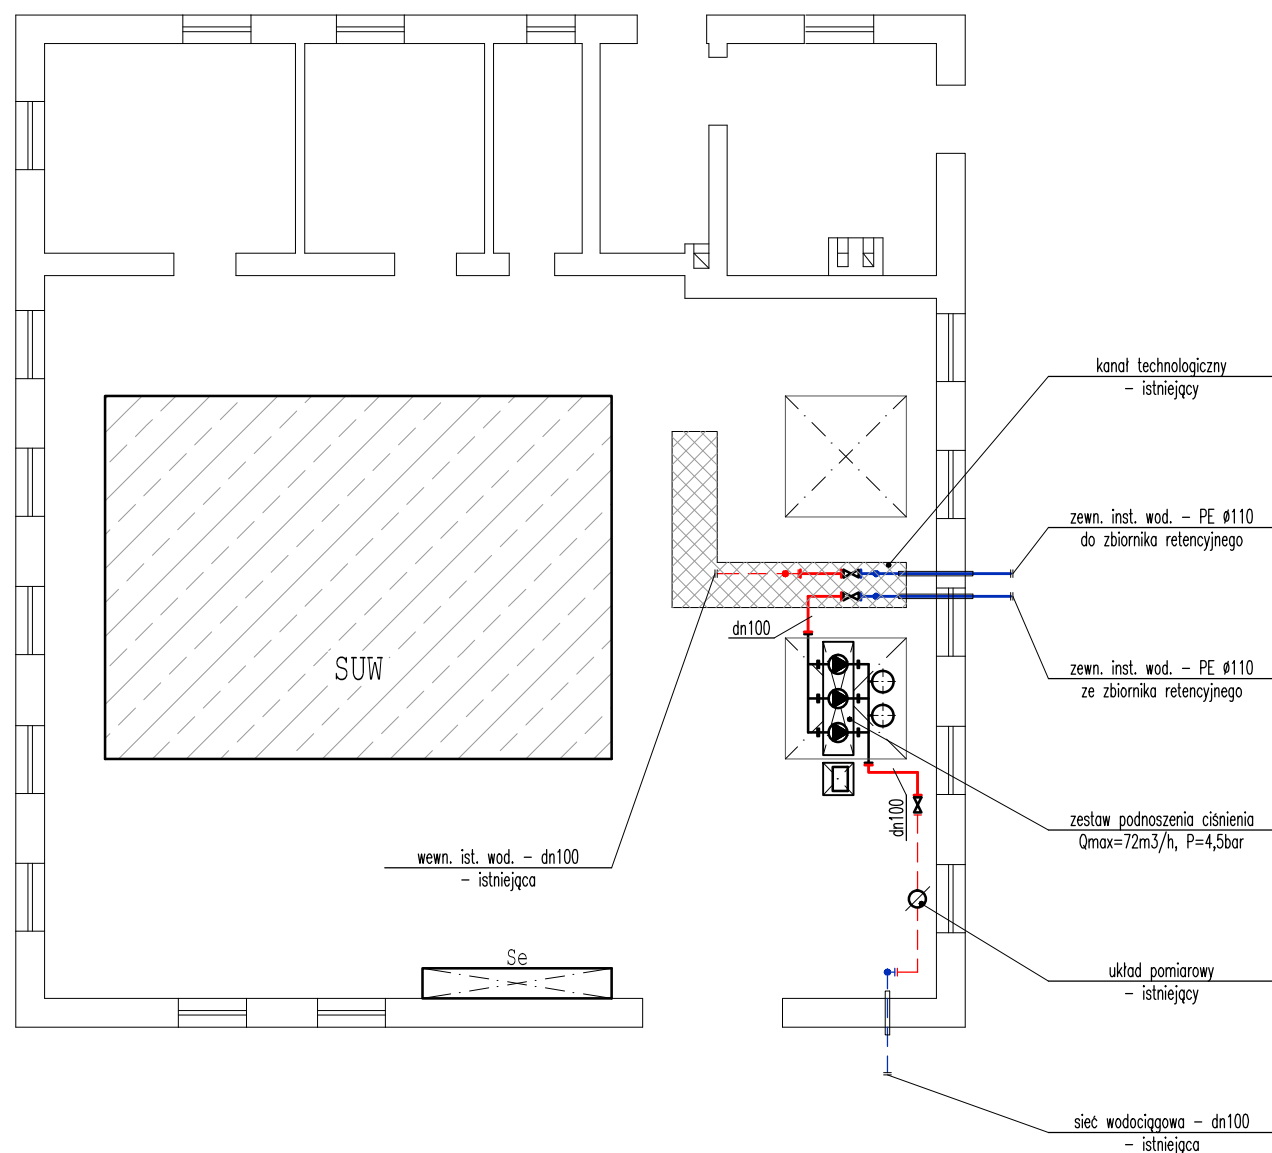 kanał technologiczny
– istniejący
zewn. inst. wod. – PE ø110
do zbiornika retencyjnego
dn100
SUW
zewn. inst. wod. – PE ø110
ze zbiornika retencyjnego
dn100
zestaw podnoszenia ciśnienia
Qmax=72m3/h, P=4,5bar
wewn. ist. wod. – dn100
– istniejąca
Se
układ pomiarowy
– istniejący
sieć wodociągowa – dn100
– istniejąca